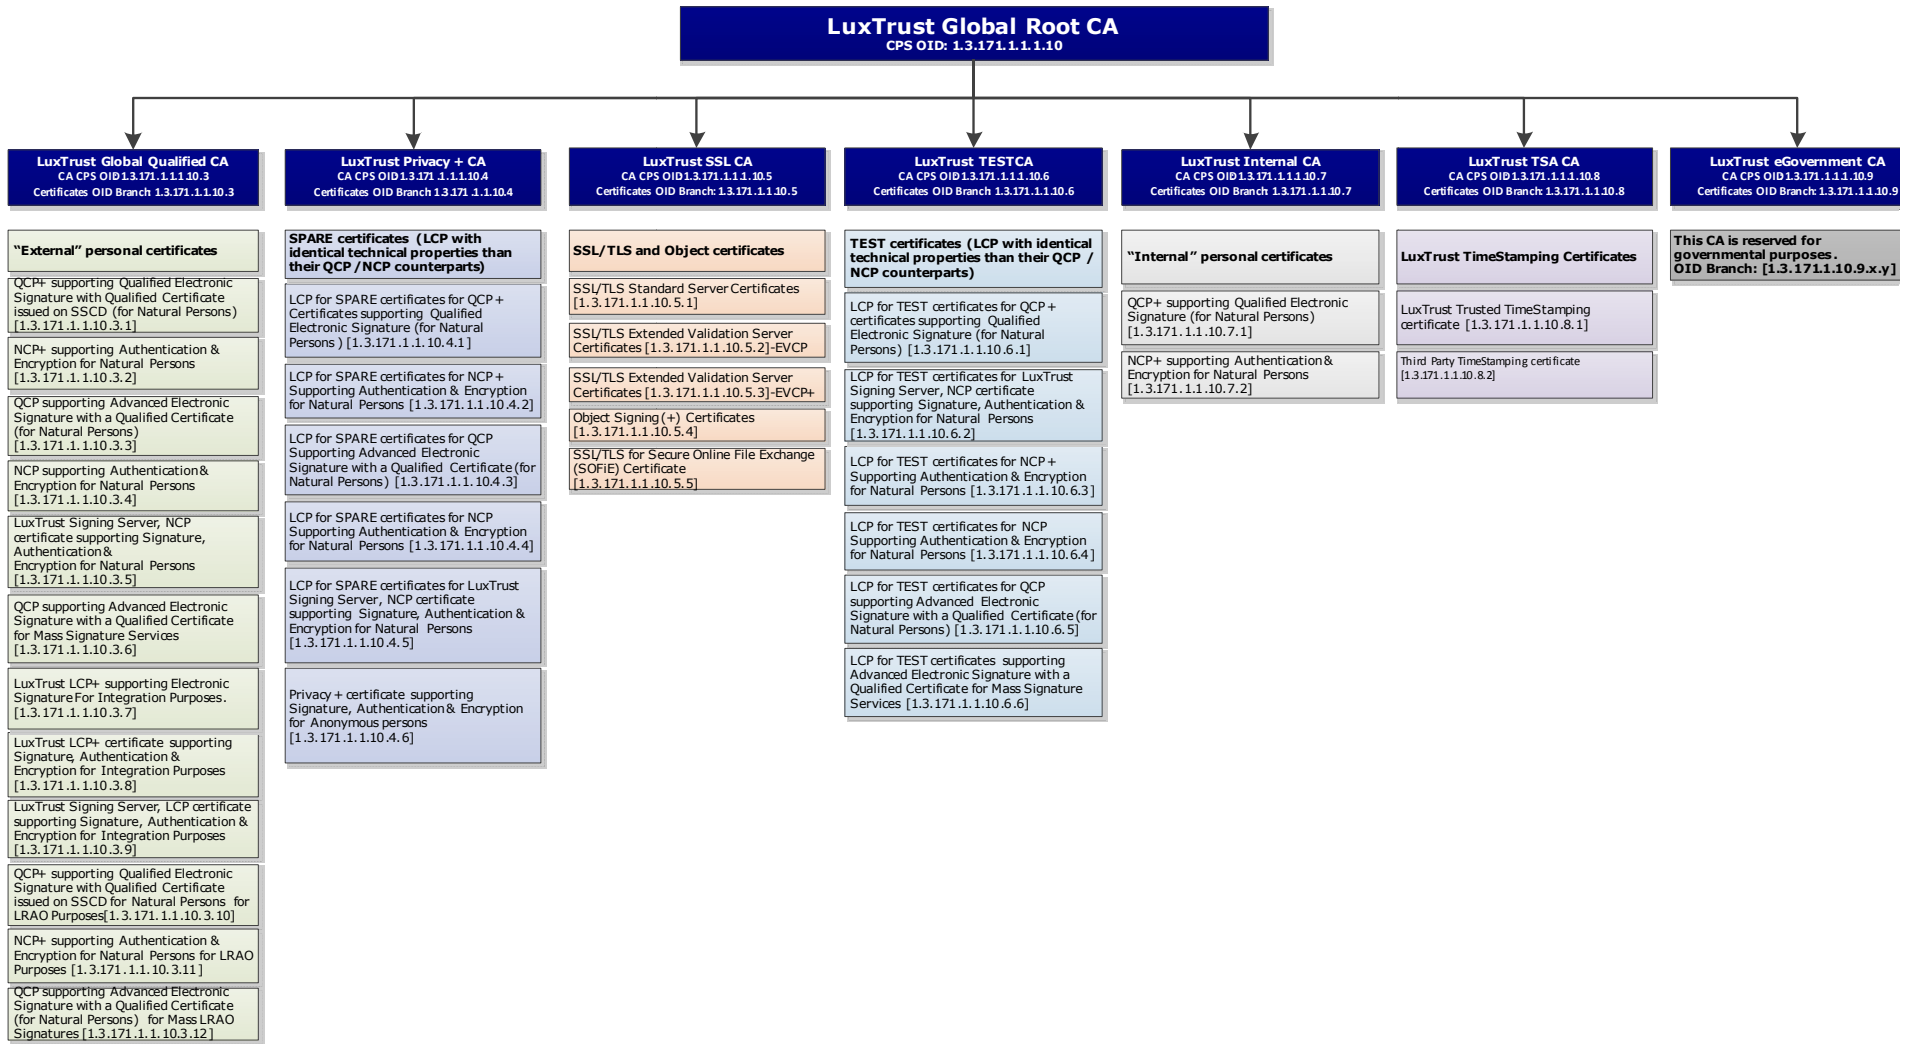 LuxTrust Global Root CA
CPS OID: 1.3.171.1.1.1.10
LuxTrust Global Qualified CA
CA CPS OID1.3.171.1.1.1.10.3
Certificates OID Branch: 1.3.171.1.1.10.3
"External" personal certificates
QCP+ supporting Qualified Electronic
Signature with Qualified Certificate
issued on SSCD (for Natural Persons)
[1.3.171.1.1.10.3.1]
NCP+ supporting Authentication &
Encryption for Natural Persons
[1.3.171.1.1.10.3.2]
QCP supporting Advanced Electronic
Signature with a Qualified Certificate
(for Natural Persons)
[1.3.171.1.1.10.3.3]
NCP supporting Authentication&
Encryption for Natural Persons
[1.3.171.1.1.10.3.4]
LuxTrust Signing Server, NCP
certificate supporting Signature,
Authentication&
Encryption for Natural Persons
[1.3.171.1.1.10.3.5]
QCP supporting Advanced Electronic
Signature with a Qualified Certificate
for Mass Signature Services
[1.3.171.1.1.10.3.6]
LuxTrust LCP+ supporting Electronic
Signature For Integration Purposes.
[1.3.171.1.1.10.3.7]
LuxTrust LCP+ certificate supporting
Signature, Authentication &
Encryption for Integration Purposes
[1.3.171.1.1.10.3.8]
LuxTrust Signing Server, LCP certificate
supporting Signature, Authentication &
Encryption for Integration Purposes
[1.3.171.1.1.10.3.9]
QCP+ supporting Qualified Electronic
Signature with Qualified Certificate
issued on SSCD for Natural Persons for
LRAO Purposes[1.3.171.1.1.10.3.10]
NCP+ supporting Authentication &
Encryption for Natural Persons for LRAO
Purposes [1.3.171.1.1.10.3.11]
QCP supporting Advanced Electronic
Signature with a Qualified Certificate
(for Natural Persons) for Mass LRAO
Signatures [1.3.171.1.1.10.3.12]
LuxTrust Privacy + CA
CA CPS OID1.3.171.1.1.1.10.4
Certificates OID Branch 1.3.171.1.1.10.4
SPARE certificates (LCP with
identical technical properties than
their QCP / NCP counterparts)
LCP for SPARE certificates for QCP+
Certificates supporting Qualified
Electronic Signature (for Natural
Persons ) [1.3.171.1.1.10.4.1]
LCP for SPARE certificates for NCP+
Supporting Authentication & Encryption
for Natural Persons [1.3.171.1.1.10.4.2]
LCP for SPARE certificates for QCP
Supporting Advanced Electronic
Signature with a Qualified Certificate (for
Natural Persons) [1.3.171.1.1.10.4.3]
LCP for SPARE certificates for NCP
Supporting Authentication & Encryption
for Natural Persons [1.3.171.1.1.10.4.4]
LCP for SPARE certificates for LuxTrust
Signing Server, NCP certificate
supporting Signature, Authentication &
Encryption for Natural Persons
[1.3.171.1.1.10.4.5]
Privacy + certificate supporting
Signature, Authentication& Encryption
for Anonymous persons
[1.3.171.1.1.10.4.6]
LuxTrust SSL CA
CA CPS OID1.3.171.1.1.1.10.5
Certificates OID Branch: 1.3.171.1.1.10.5
SSL/TLS and Object certificates
SSL/TLS Standard Server Certificates
[1.3.171.1.1.10.5.1]
SSL/TLS Extended Validation Server
Certificates [1.3.171.1.1.10.5.2]-EVCP
SSL/TLS Extended Validation Server
Certificates [1.3.171.1.1.10.5.3]-EVCP+
Object Signing (+) Certificates
[1.3.171.1.1.10.5.4]
SSL/TLS for Secure Online File Exchange
(SOFiE) Certificate
[1.3.171.1.1.10.5.5]
LuxTrust TESTCA
CA CPS OID1.3.171.1.1.1.10.6
Certificates OID Branch: 1.3.171.1.1.10.6
TEST certificates (LCP with identical
technical properties than their QCP /
NCP counterparts)
LCP for TEST certificates for QCP+
certificates supporting Qualified
Electronic Signature (for Natural
Persons) [1.3.171.1.1.10.6.1]
LCP for TEST certificates for LuxTrust
Signing Server, NCP certificate
supporting Signature, Authentication &
Encryption for Natural Persons
[1.3.171.1.1.10.6.2]
LCP for TEST certificates for NCP+
Supporting Authentication & Encryption
for Natural Persons [1.3.171.1.1.10.6.3]
LCP for TEST certificates for NCP
Supporting Authentication & Encryption
for Natural Persons [1.3.171.1.1.10.6.4]
LCP for TEST certificates for QCP
supporting Advanced Electronic
Signature with a Qualified Certificate (for
Natural Persons) [1.3.171.1.1.10.6.5]
LCP for TEST certificates supporting
Advanced Electronic Signature with a
Qualified Certificate for Mass Signature
Services [1.3.171.1.1.10.6.6]
LuxTrust Internal CA
CA CPS OID1.3.171.1.1.1.10.7
Certificates OID Branch: 1.3.171.1.1.10.7
"Internal" personal certificates
QCP+ supporting Qualified Electronic
Signature (for Natural Persons)
[1.3.171.1.1.10.7.1]
NCP+ supporting Authentication&
Encryption for Natural Persons
[1.3.171.1.1.10.7.2]
LuxTrust TSA CA
CA CPS OID1.3.171.1.1.1.10.8
Certificates OID Branch: 1.3.171.1.1.10.8
LuxTrust TimeStamping Certificates
LuxTrust Trusted TimeStamping
certificate [1.3.171.1.1.10.8.1]
Third Party TimeStamping certificate
[1.3.171.1.1.10.8.2]
LuxTrust eGovernment CA
CA CPS OID1.3.171.1.1.1.10.9
Certificates OID Branch: 1.3.171.1.1.10.9
This CA is reserved for
governmental purposes.
OID Branch: [1.3.171.1.10.9.x.y]